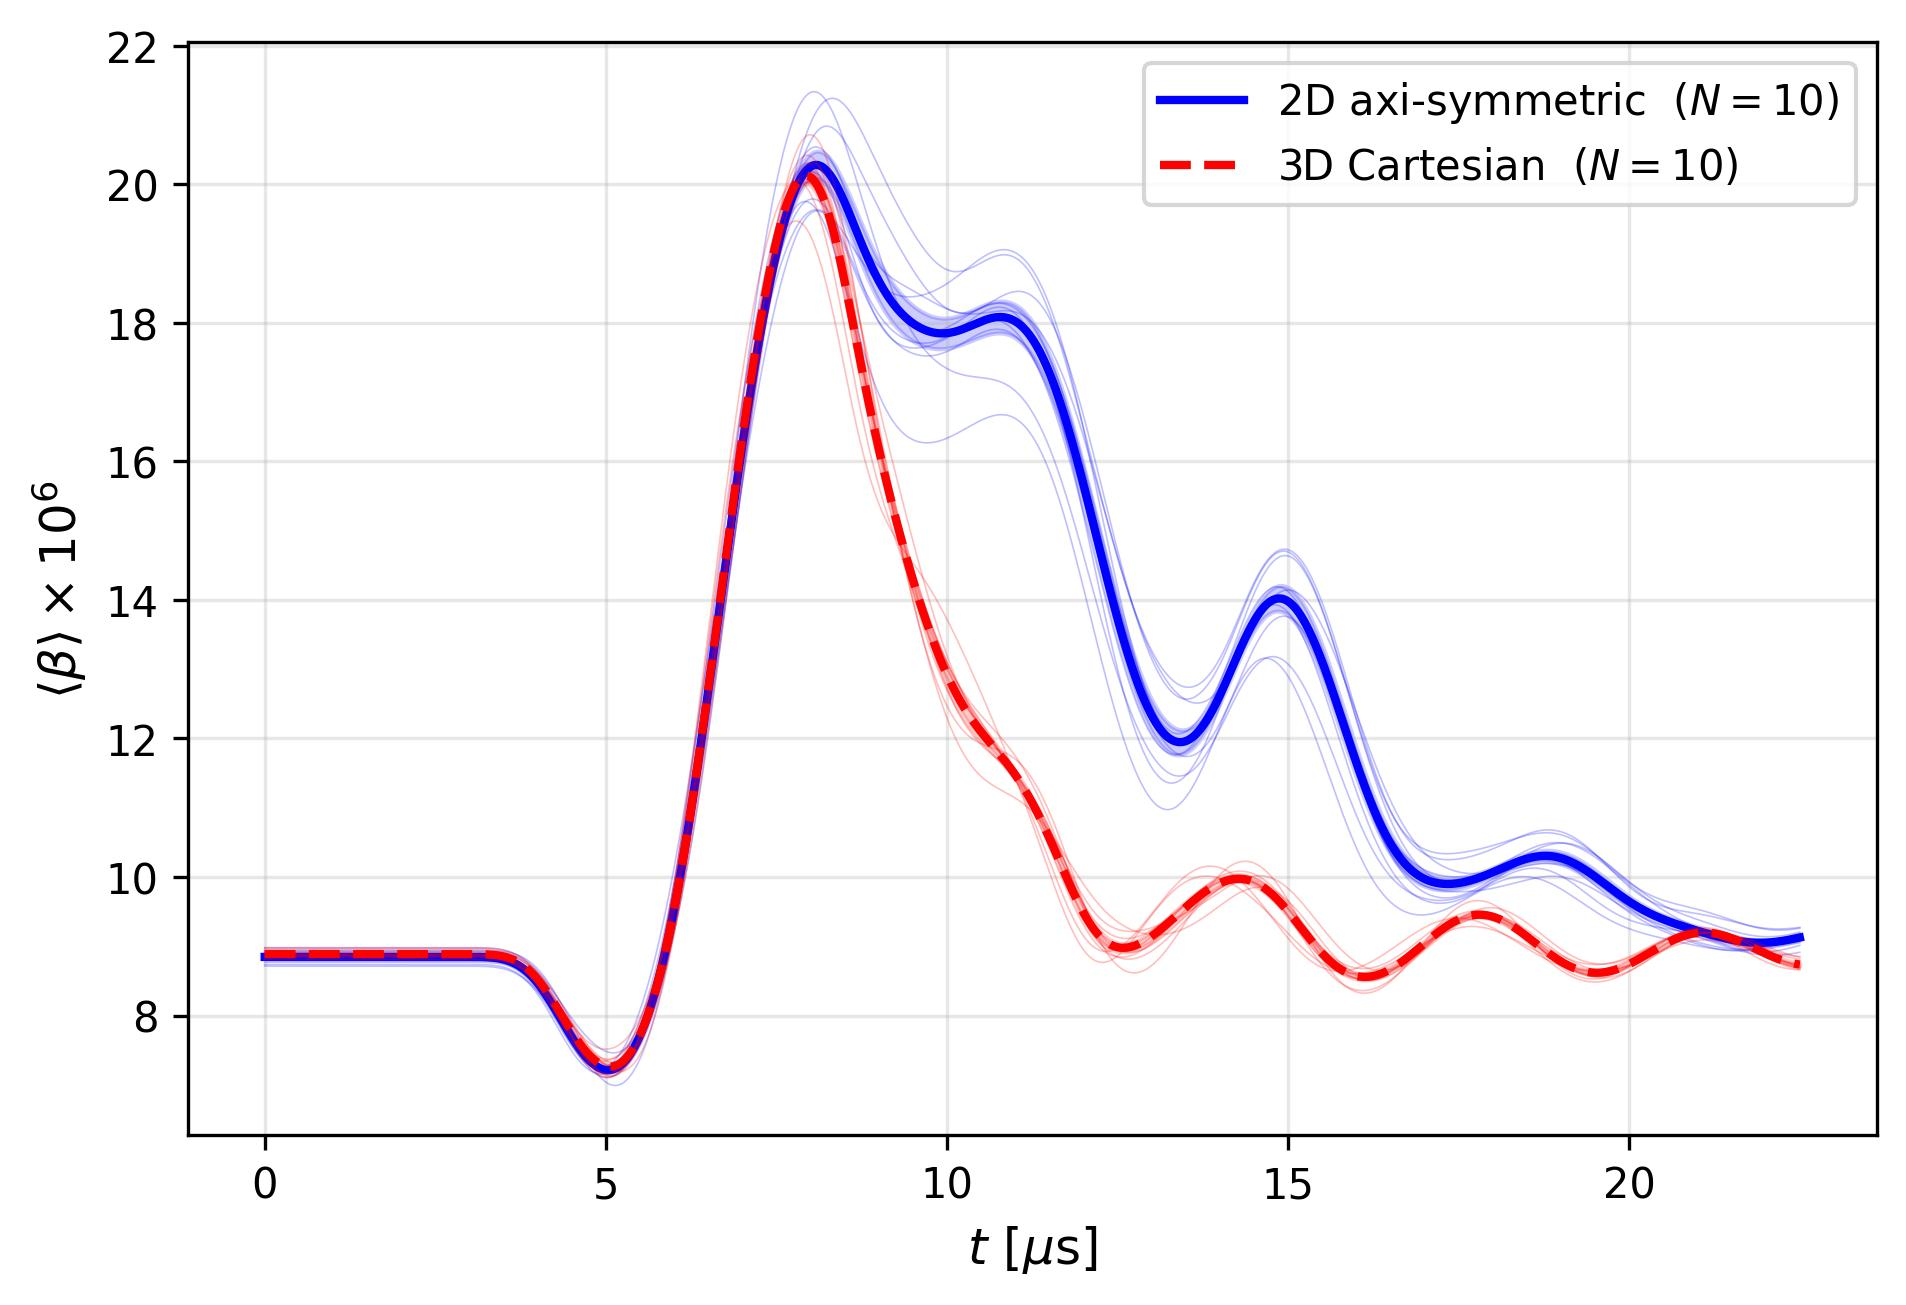 22
20
18
16
14
12
10
8
⟨β⟩ × 10⁶
2D axi-symmetric (N = 10)
3D Cartesian (N = 10)
0 5 10 15 20
t [μs]